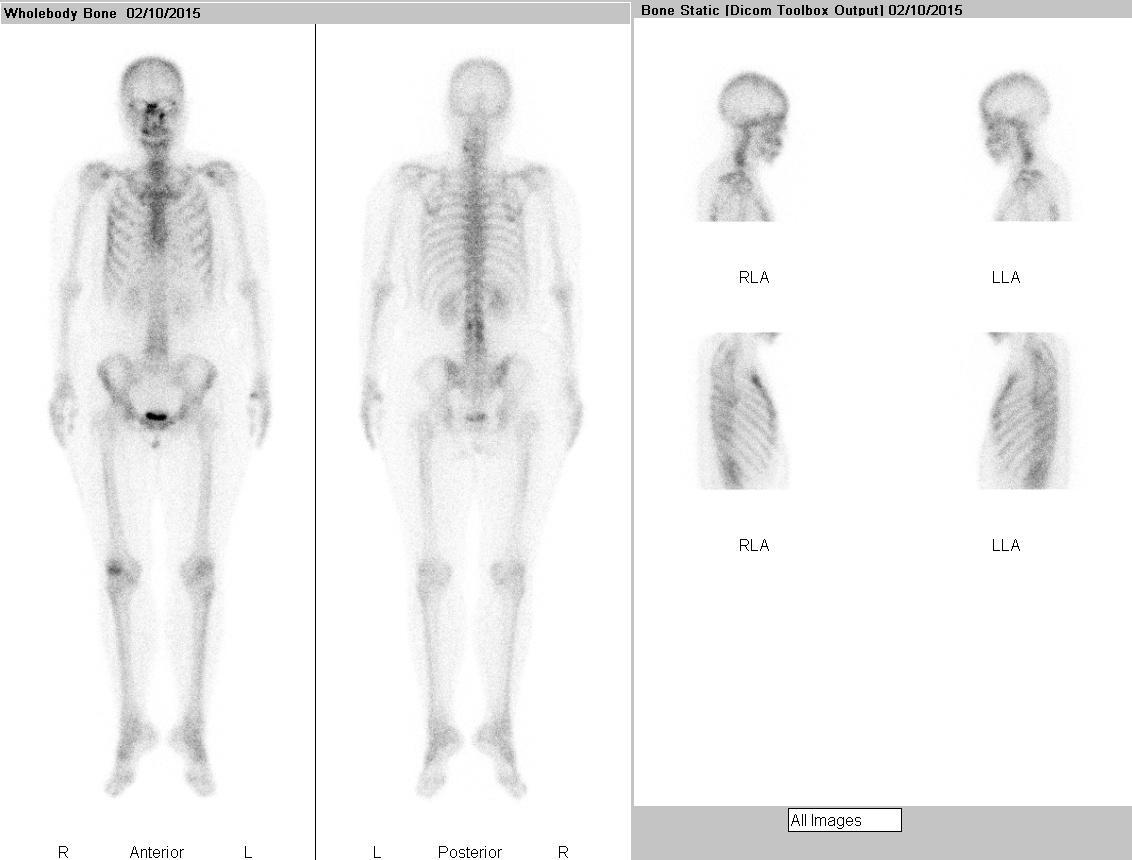 Wholebody Bone 02/10/2015
Bone Static [Dicom Toolbox Output] 02/10/2015
RLA
LLA
RLA
LLA
All Images
R
Anterior
L
L
Posterior
R